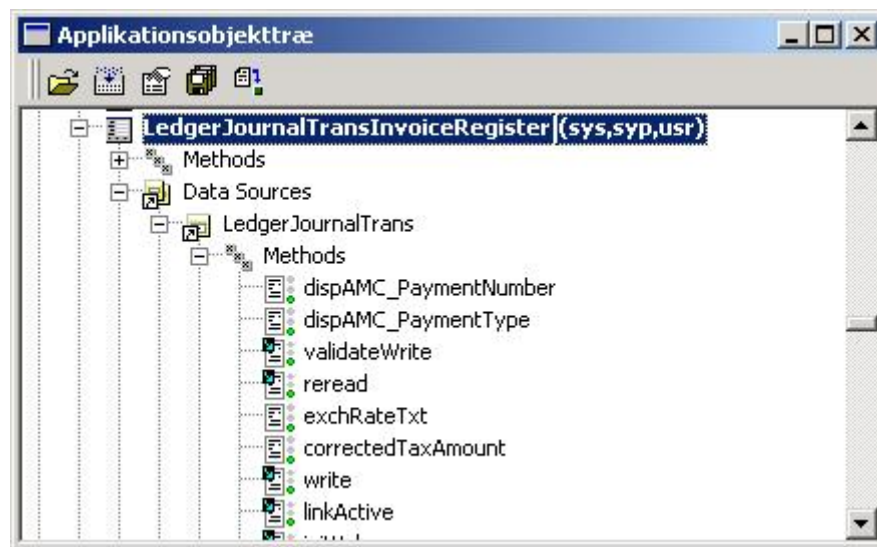 Applikationsobjekttræ
LedgerJournalTransInvoiceRegister (sys,syp,usr)
Methods
Data Sources
LedgerJournalTrans
Methods
dispAMC_PaymentNumber
dispAMC_PaymentType
validateWrite
reread
exchRateTxt
correctedTaxAmount
write
linkActive